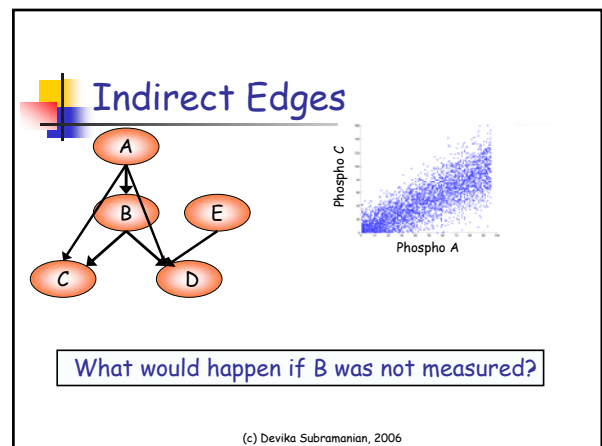 Indirect Edges
A
B
E
C
D
Phospho C
Phospho A
What would happen if B was not measured?
(c) Devika Subramanian, 2006